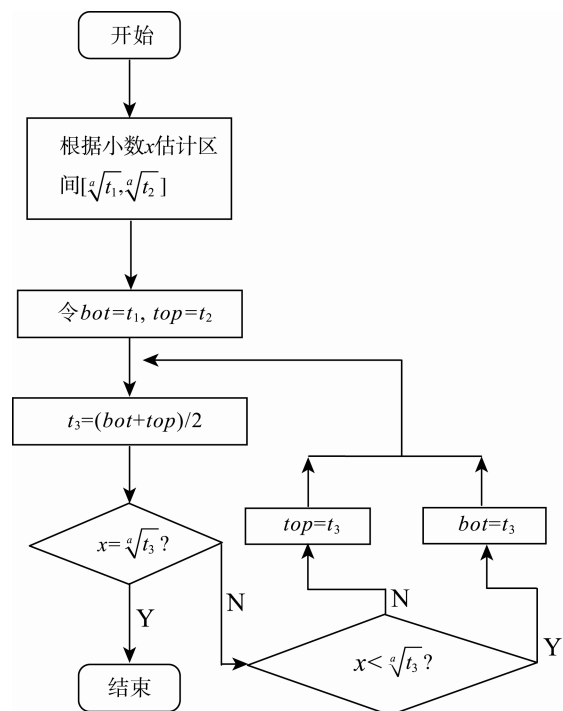 开始
根据小数x估计区
间[ᵃ√t₁,ᵃ√t₂]
令bot=t₁, top=t₂
t₃=(bot+top)/2
top=t₃
bot=t₃
x=ᵃ√t₃?
N
N
Y
Y
x<ᵃ√t₃?
结束